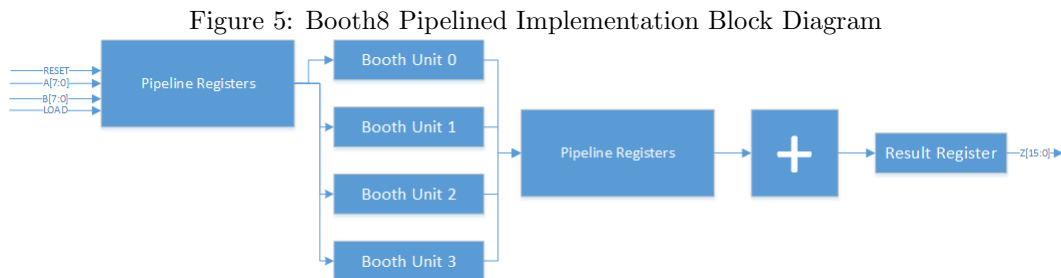 Figure 5: Booth8 Pipelined Implementation Block Diagram
RESET
A[7:0]
B[7:0]
LOAD
Pipeline Registers
Booth Unit 0
Booth Unit 1
Booth Unit 2
Booth Unit 3
Pipeline Registers
+
Result Register
Z[15:0]